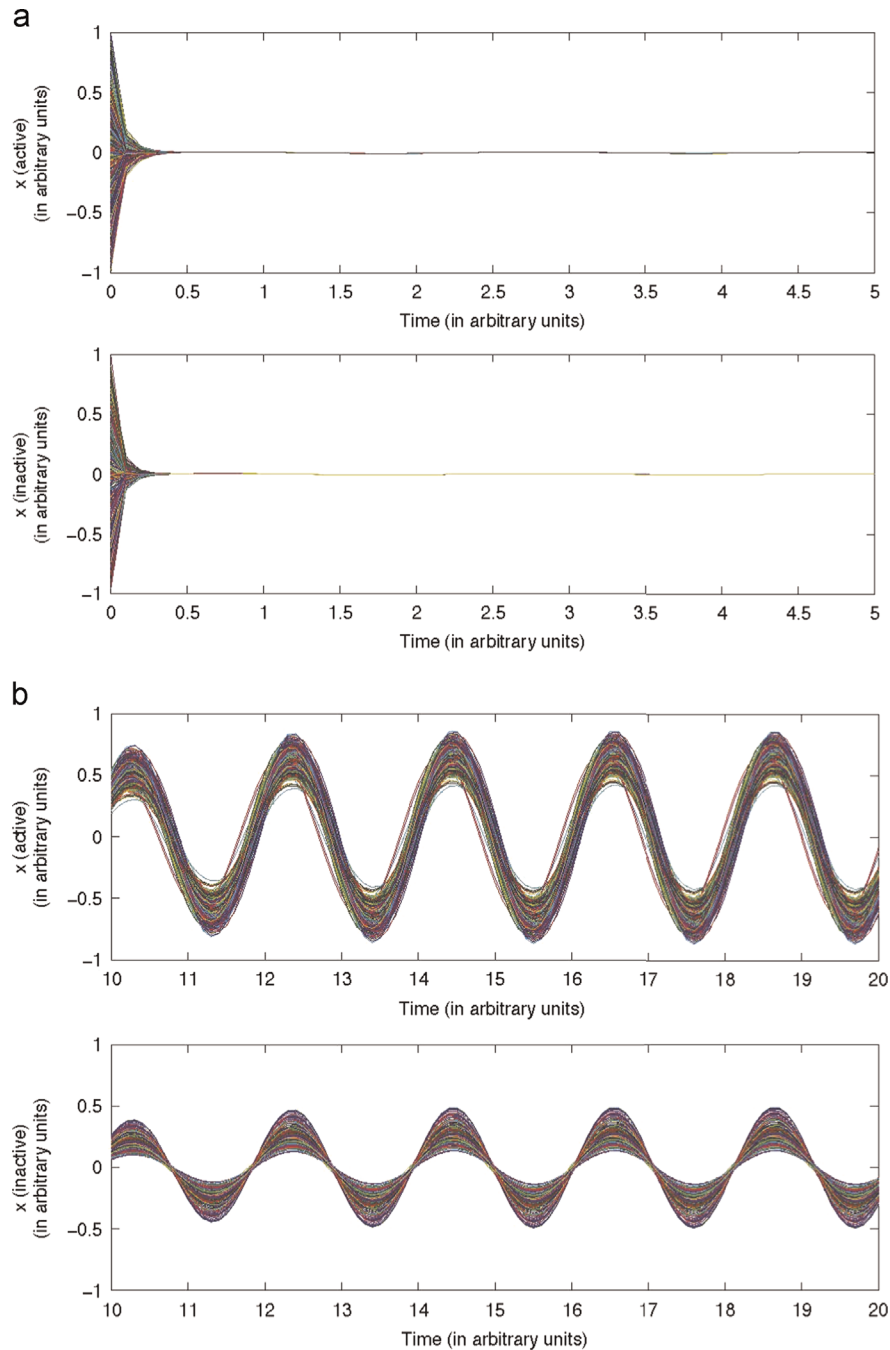 a
1
0.5
0
−0.5
−1
x (active)
(in arbitrary units)
0 0.5 1 1.5 2 2.5 3 3.5 4 4.5 5
Time (in arbitrary units)
1
0.5
0
−0.5
−1
x (inactive)
(in arbitrary units)
0 0.5 1 1.5 2 2.5 3 3.5 4 4.5 5
Time (in arbitrary units)
b
1
0.5
0
−0.5
−1
x (active)
(in arbitrary units)
10 11 12 13 14 15 16 17 18 19 20
Time (in arbitrary units)
1
0.5
0
−0.5
−1
x (inactive)
(in arbitrary units)
10 11 12 13 14 15 16 17 18 19 20
Time (in arbitrary units)